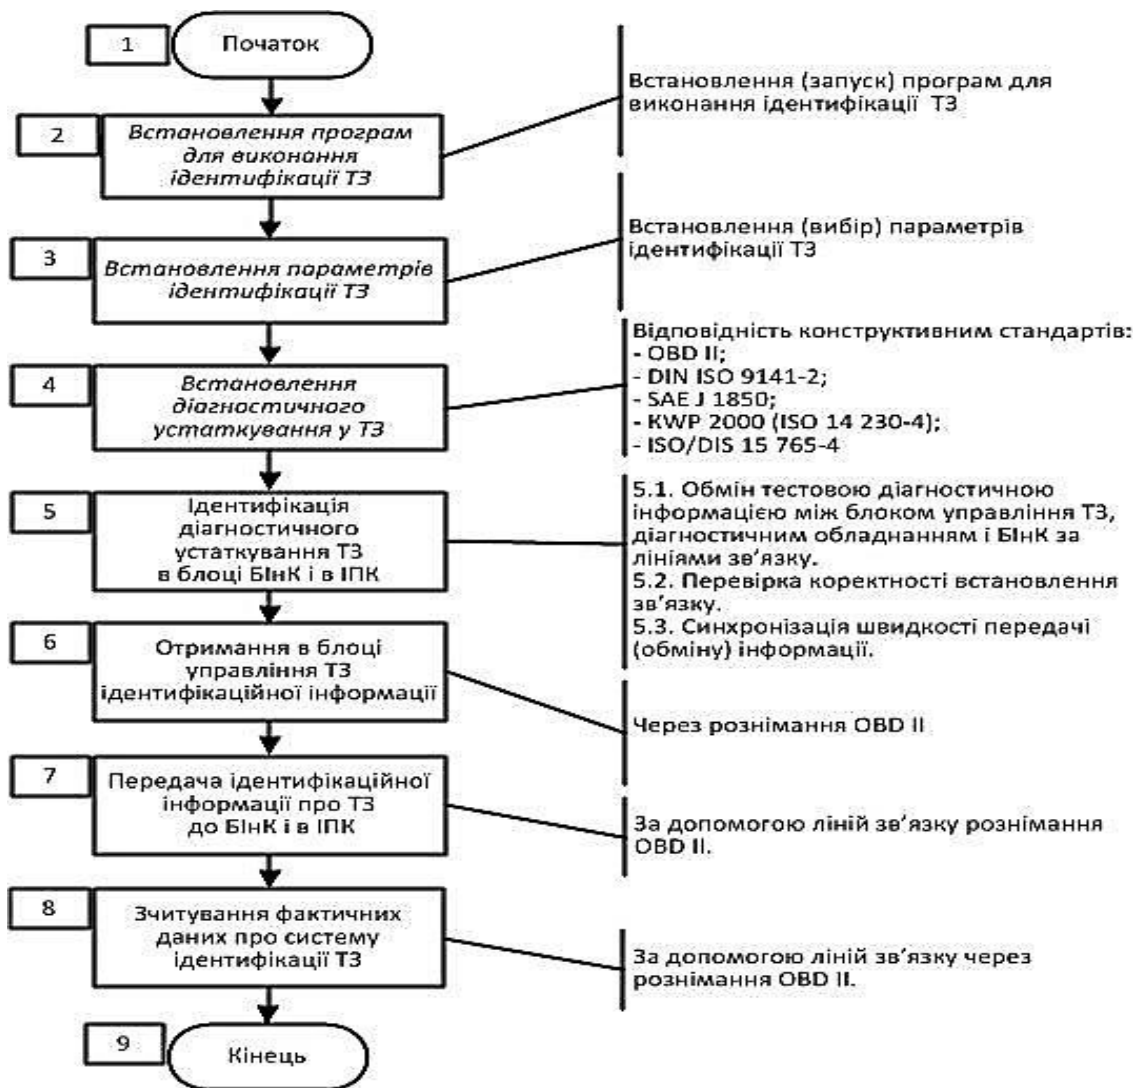 1
Початок
Встановлення (запуск) програм для
виконання ідентифікації ТЗ
2
Встановлення програм
для виконання
ідентифікації ТЗ
3
Встановлення параметрів
ідентифікації ТЗ
Встановлення (вибір) параметрів
ідентифікації ТЗ
4
Встановлення
діагностичного
устаткування у ТЗ
Відповідність конструктивним стандартів:
- OBD II;
- DIN ISO 9141-2;
- SAE J 1850;
- KWP 2000 (ISO 14 230-4);
- ISO/DIS 15 765-4
5
Ідентифікація
діагностичного
устаткування ТЗ
в блоці БІнК і в ІПК
5.1. Обмін тестовою діагностичною
інформацією між блоком управління ТЗ,
діагностичним обладнанням і БІнК за
лініями зв’язку.
5.2. Перевірка коректності встановлення
зв’язку.
5.3. Синхронізація швидкості передачі
(обміну) інформації.
6
Отримання в блоці
управління ТЗ
ідентифікаційної інформації
Через рознімання OBD II
7
Передача ідентифікаційної
інформації про ТЗ
до БІнК і в ІПК
За допомогою ліній зв’язку рознімання
OBD II.
8
Зчитування фактичних
даних про систему
ідентифікації ТЗ
За допомогою ліній зв’язку через
рознімання OBD II.
9
Кінець